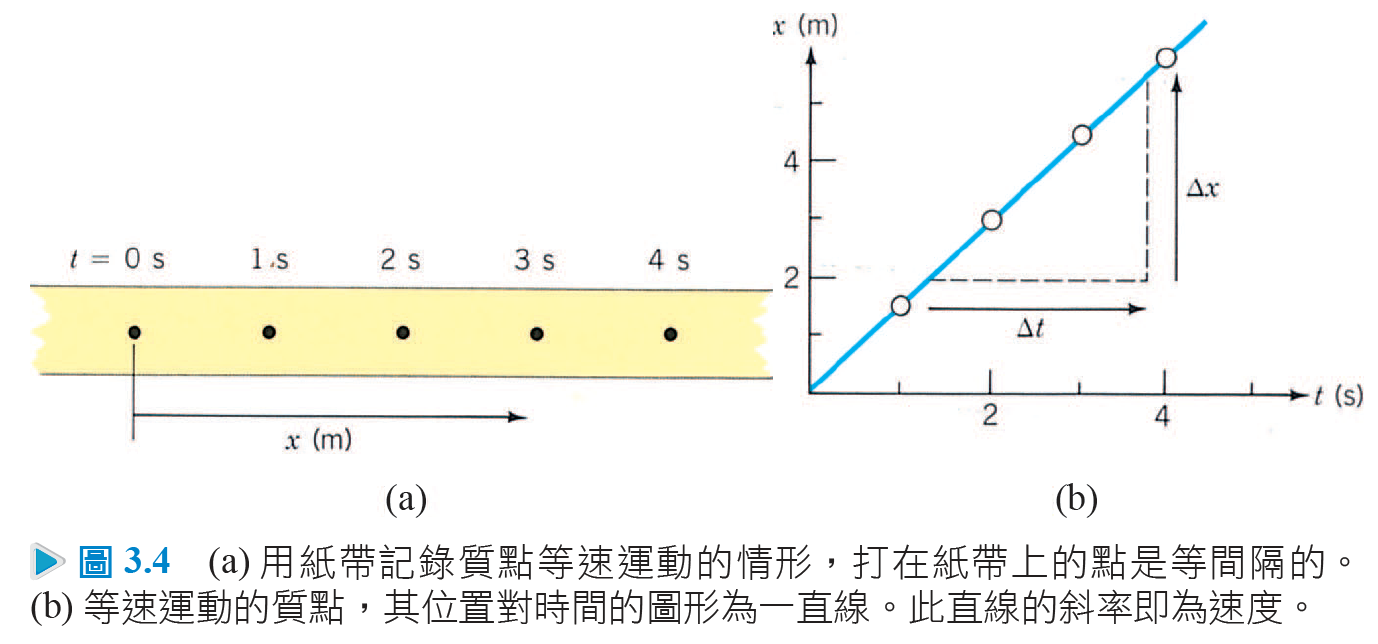 t = 0 s 1 s 2 s 3 s 4 s
x (m)
(a)
x (m)
4
2
Δx
Δt
2 4
t (s)
(b)
圖 3.4 (a) 用紙帶記錄質點等速運動的情形，打在紙帶上的點是等間隔的。
(b) 等速運動的質點，其位置對時間的圖形為一直線。此直線的斜率即為速度。